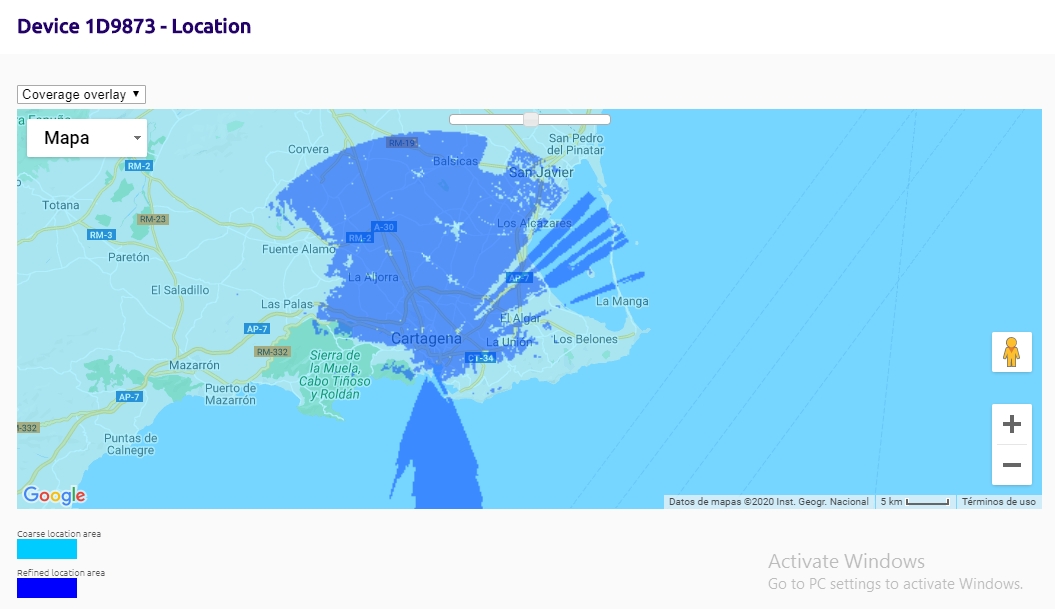 Device 1D9873 - Location
Coverage overlay
Mapa
Corvera
RM-19
San Pedro
del Pinatar
Balsicas
San Javier
RM-2
Totana
RM-23
RM-3
A-30
RM-2
Los Alcázares
Fuente Alamo
Paretón
La Aljorra
AP-7
El Saladillo
Las Palas
La Manga
El Algar
AP-7
Cartagena
La Unión
Los Belones
RM-332
CT-34
Sierra de
la Muela,
Cabo Tiñoso
y Roldán
Mazarrón
Puerto de
Mazarrón
AP-7
Puntas de
Calnegre
-332
Google
Datos de mapas ©2020 Inst. Geogr. Nacional
5 km
Términos de uso
Coarse location area
Refined location area
Activate Windows
Go to PC settings to activate Windows.